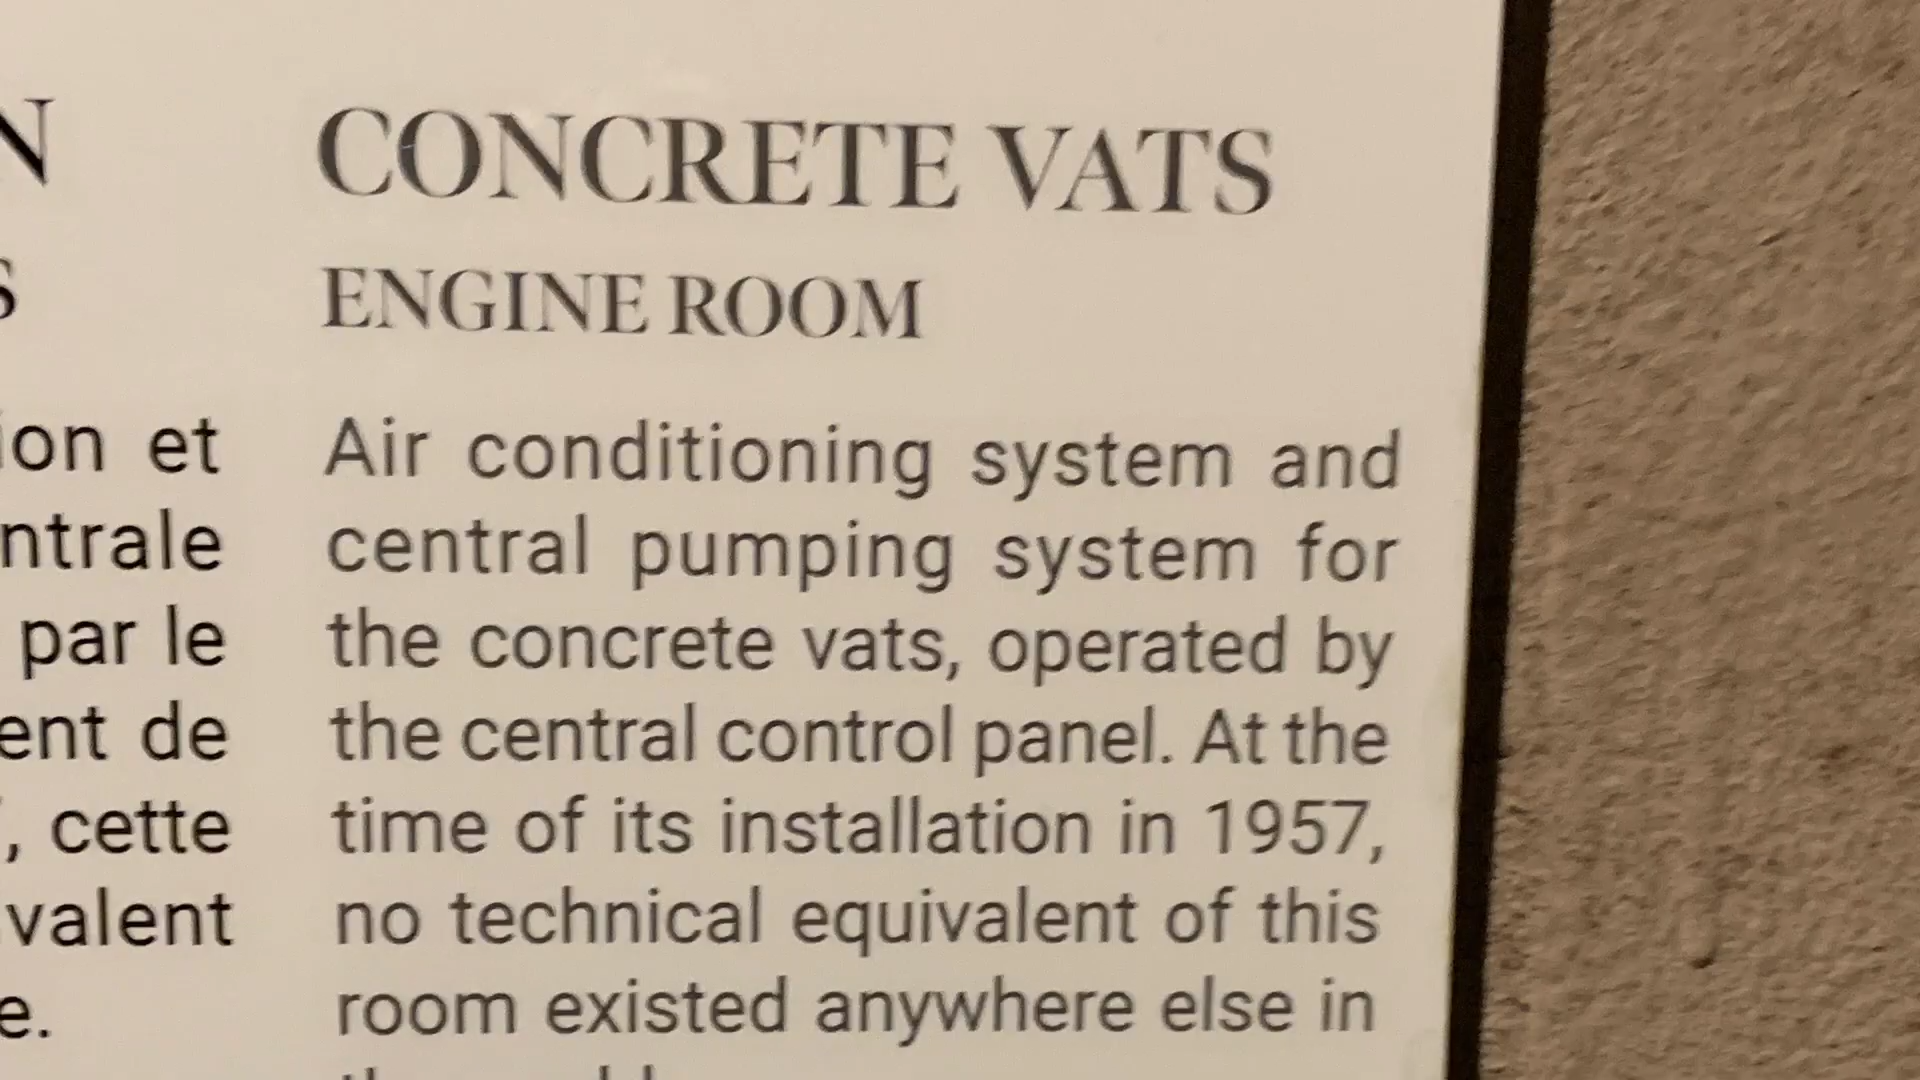 N
S
ion et
ntrale
par le
ent de
, cette
valent
e.
CONCRETE VATS
ENGINE ROOM
Air conditioning system and
central pumping system for
the concrete vats, operated by
the central control panel. At the
time of its installation in 1957,
no technical equivalent of this
room existed anywhere else in